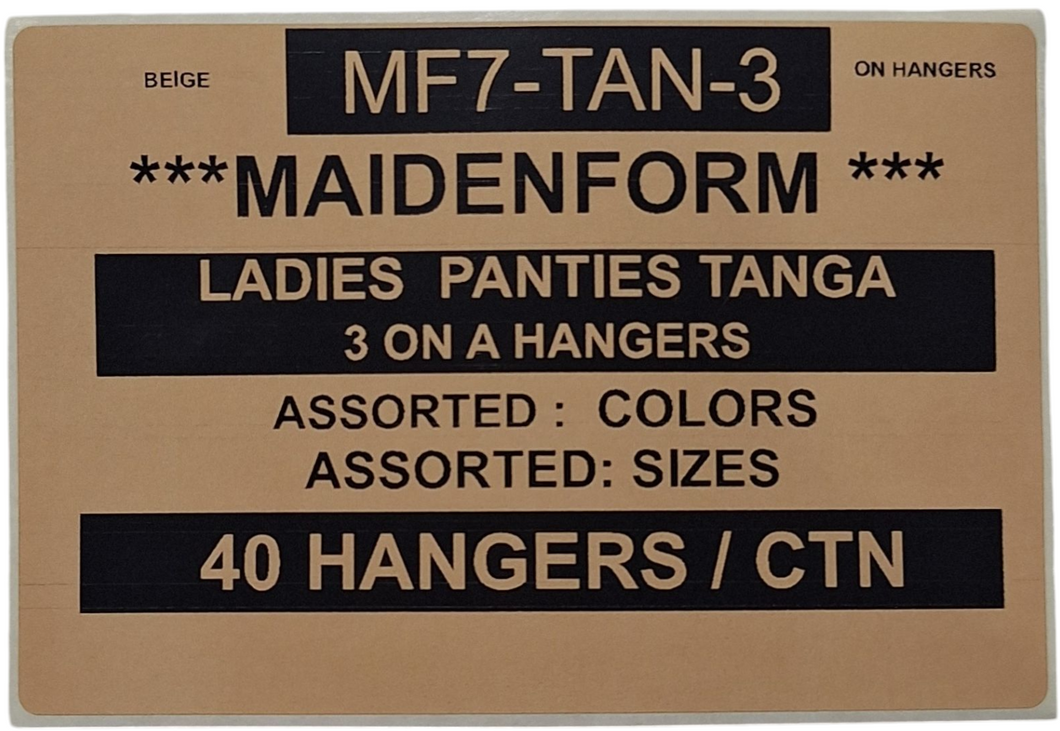 BEIGE MF7-TAN-3 ON HANGERS
***MAIDENFORM ***
LADIES PANTIES TANGA
3 ON A HANGERS
ASSORTED : COLORS
ASSORTED: SIZES
40 HANGERS / CTN